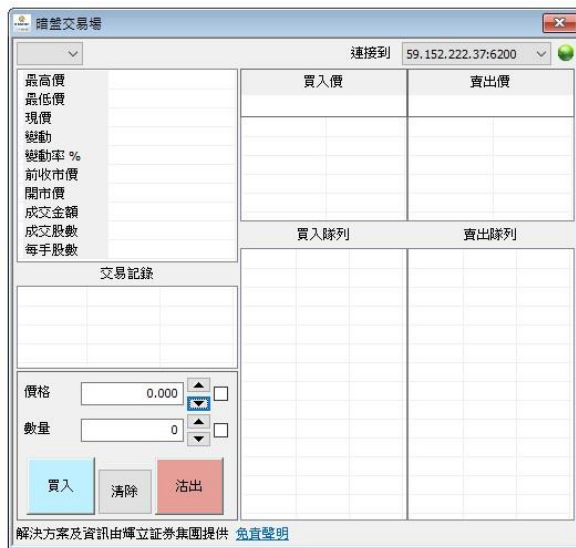 暗盤交易場
連接到 59.152.222.37:6200
最高價
最低價
現價
變動
變動率 %
前收市價
開市價
成交金額
成交股數
每手股數
買入價 賣出價
買入隊列 賣出隊列
交易記錄
價格 0.000
數量 0
買入 清除 沽出
解決方案及資訊由輝立証券集團提供 免責聲明